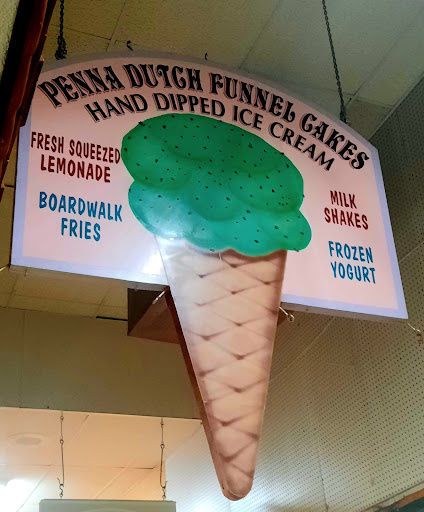 PENNA DUTCH FUNNEL CAKES
HAND DIPPED ICE CREAM
FRESH SQUEEZED
LEMONADE
BOARDWALK
FRIES
MILK
SHAKES
FROZEN
YOGURT